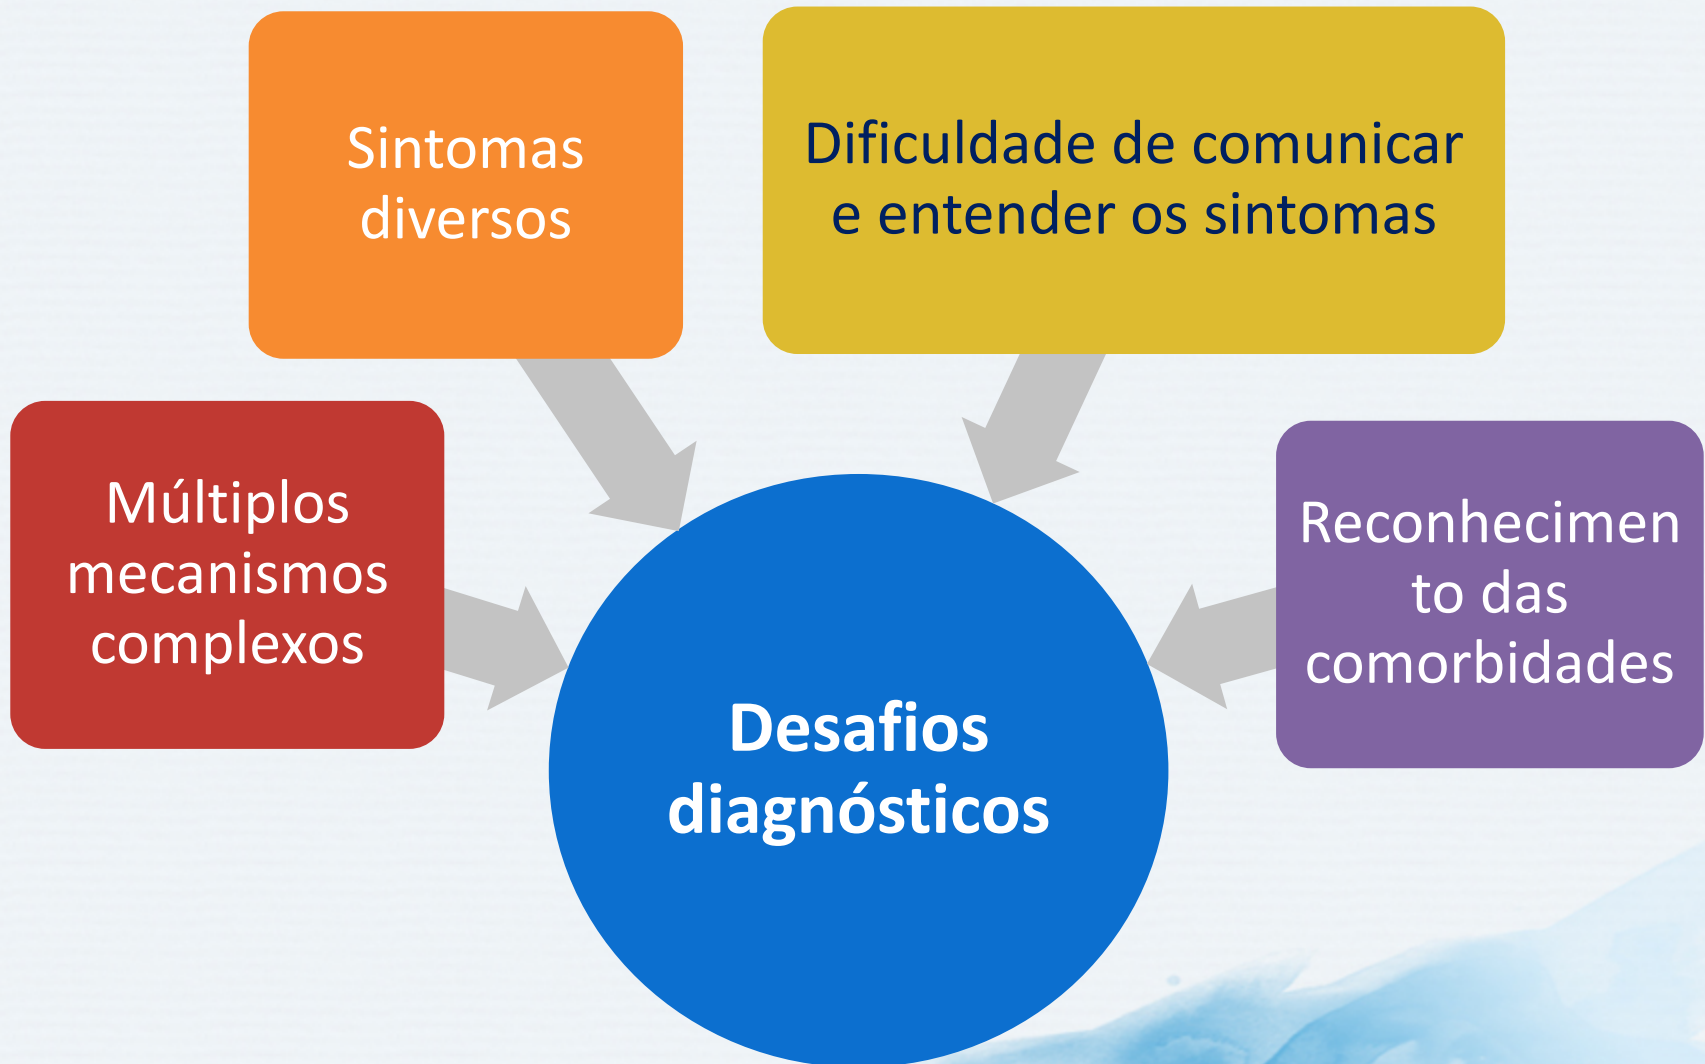 Sintomas
diversos
Dificuldade de comunicar
e entender os sintomas
Múltiplos
mecanismos
complexos
Reconhecimen
to das
comorbidades
Desafios
diagnósticos